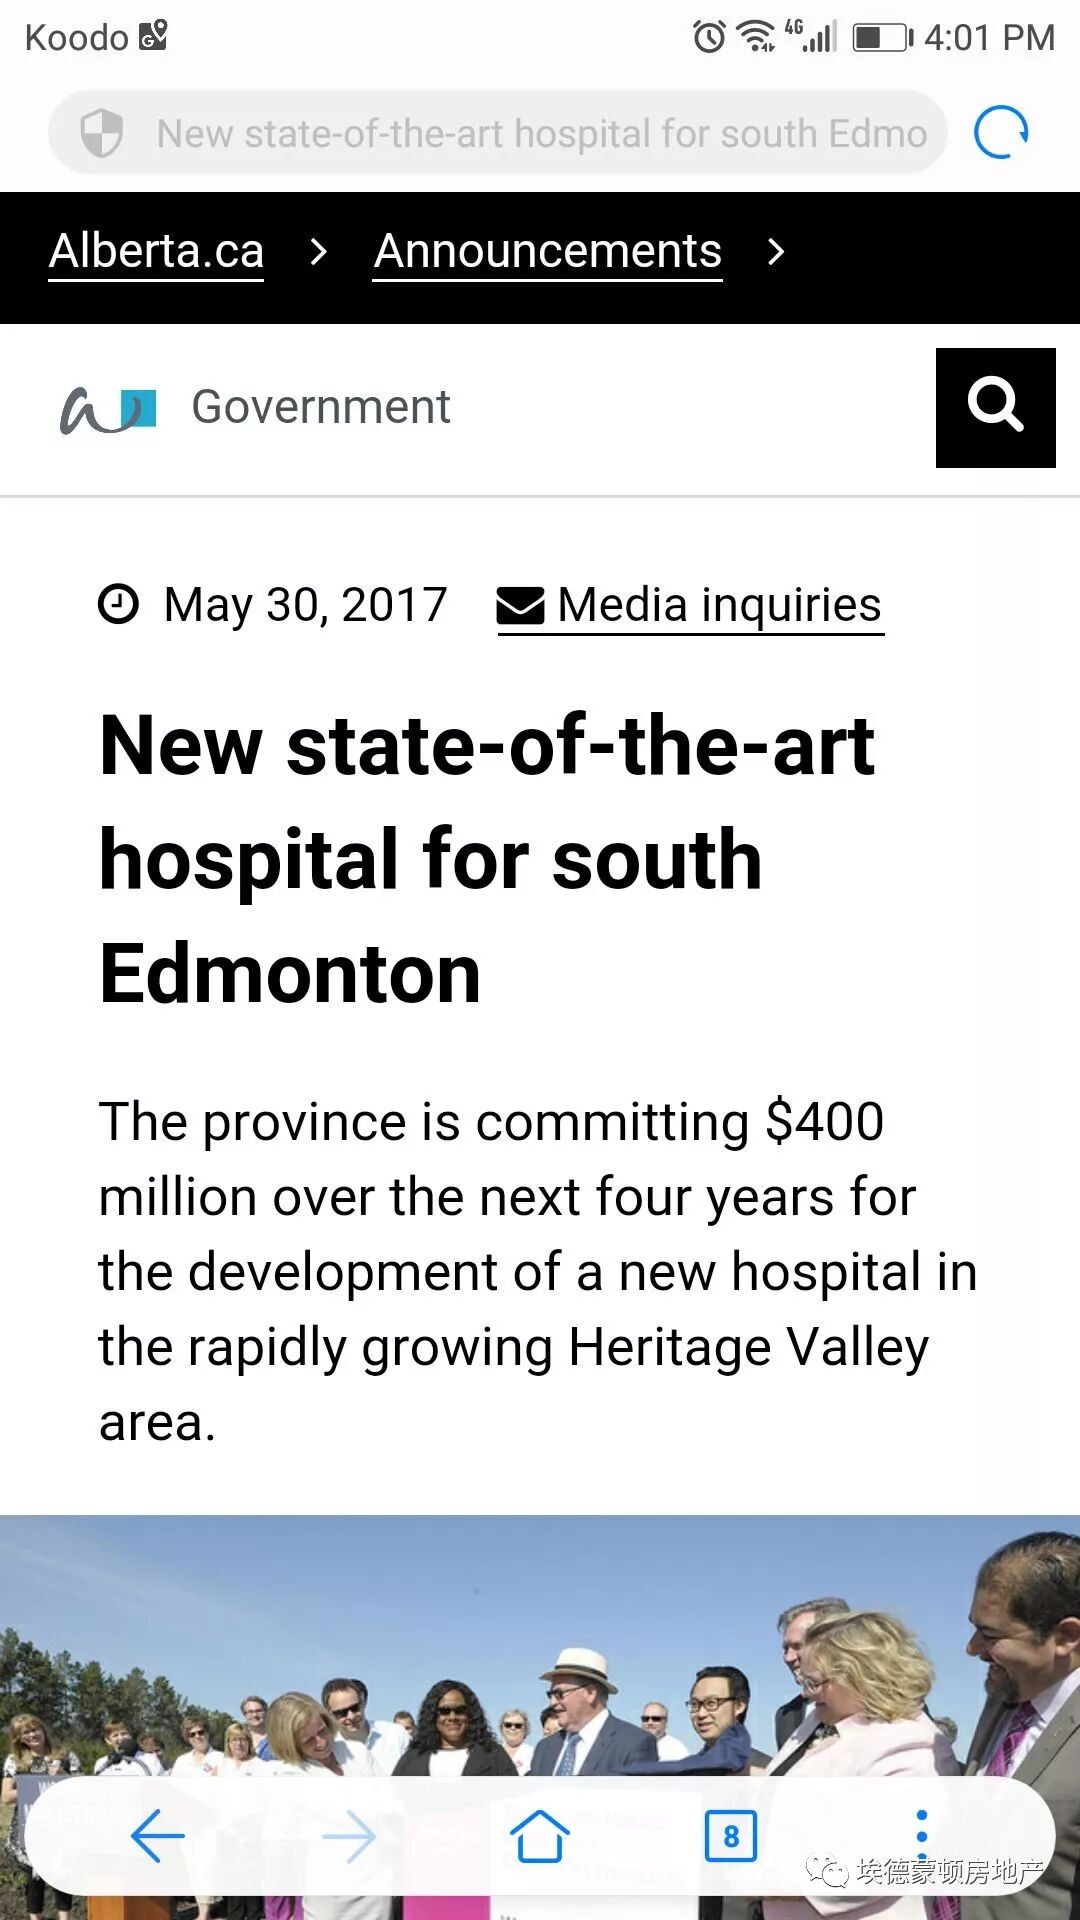 Koodo
4G
4:01 PM
New state-of-the-art hospital for south Edmo
Alberta.ca > Announcements >
Government
May 30, 2017 Media inquiries
New state-of-the-art
hospital for south
Edmonton
The province is committing $400
million over the next four years for
the development of a new hospital in
the rapidly growing Heritage Valley
area.
8
埃德蒙顿房地产